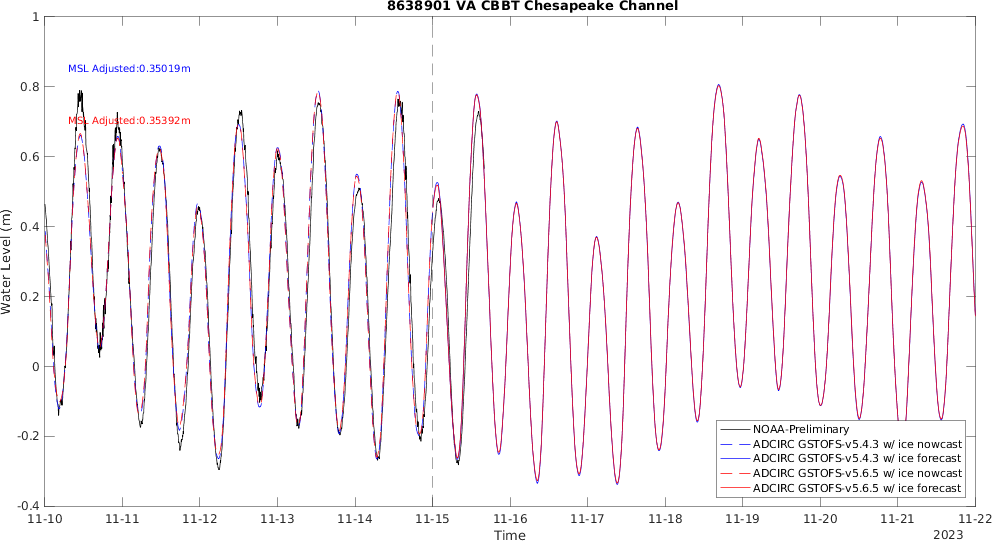 8638901 VA CBBT Chesapeake Channel
MSL Adjusted:0.35019m
MSL Adjusted:0.35392m
Water Level (m)
1
0.8
0.6
0.4
0.2
0
-0.2
-0.4
NOAA-Preliminary
ADCIRC GSTOFS-v5.4.3 w/ ice nowcast
ADCIRC GSTOFS-v5.4.3 w/ ice forecast
ADCIRC GSTOFS-v5.6.5 w/ ice nowcast
ADCIRC GSTOFS-v5.6.5 w/ ice forecast
11-10 11-11 11-12 11-13 11-14 11-15 11-16 11-17 11-18 11-19 11-20 11-21 11-22
Time
2023